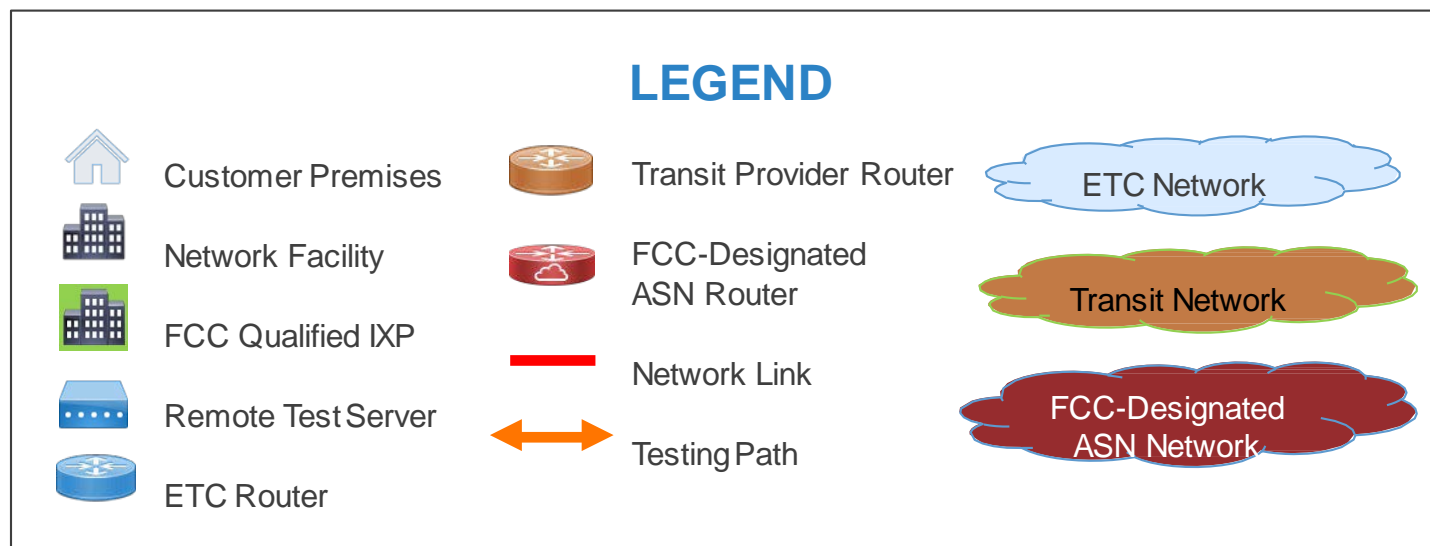 LEGEND
Customer Premises
Network Facility
FCC Qualified IXP
Remote Test Server
ETC Router
Transit Provider Router
FCC-Designated
ASN Router
Network Link
Testing Path
ETC Network
Transit Network
FCC-Designated
ASN Network